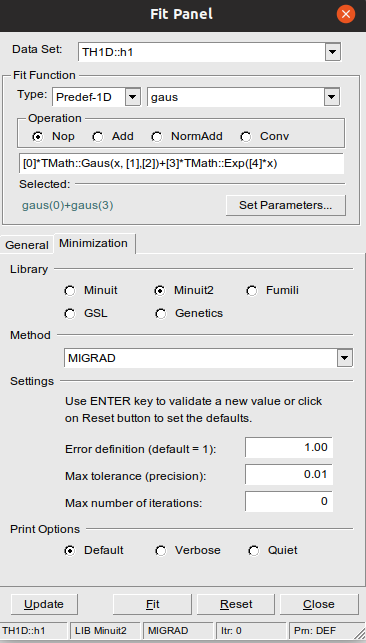 Fit Panel
Data Set: TH1D::h1
Fit Function
Type: Predef-1D gaus
Operation
Nop Add NormAdd Conv
[0]*TMath::Gaus(x, [1],[2])+[3]*TMath::Exp([4]*x)
Selected:
gaus(0)+gaus(3) Set Parameters...
General Minimization
Library
Minuit Minuit2 Fumili
GSL Genetics
Method
MIGRAD
Settings
Use ENTER key to validate a new value or click
on Reset button to set the defaults.
Error definition (default = 1): 1.00
Max tolerance (precision): 0.01
Max number of iterations: 0
Print Options
Default Verbose Quiet
Update Fit Reset Close
TH1D::h1 LIB Minuit2 MIGRAD Itr: 0 Prn: DEF